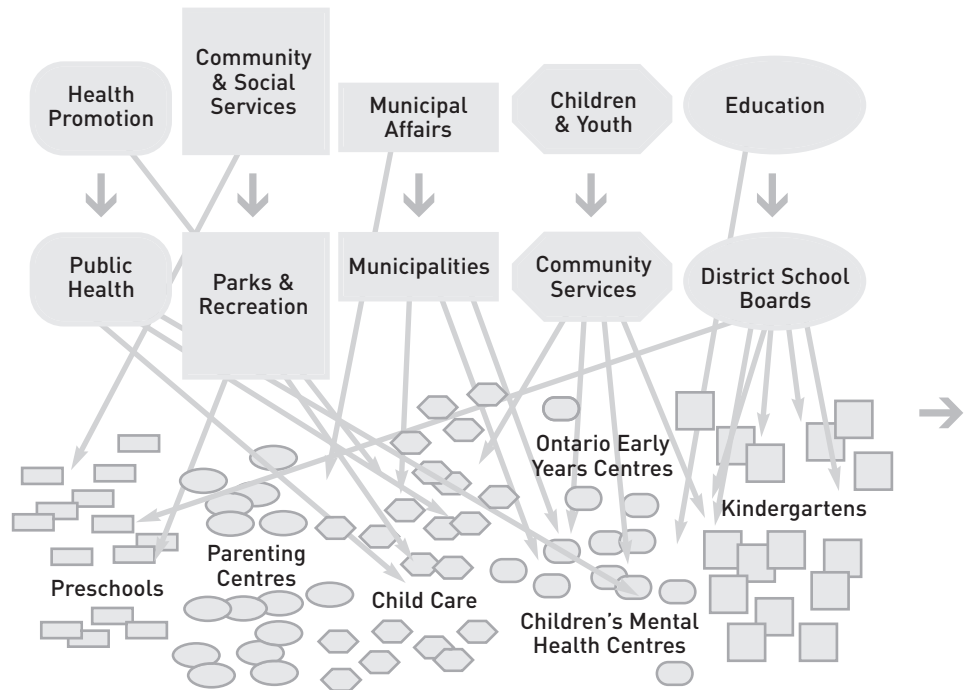 Health
Promotion
Community
& Social
Services
Municipal
Affairs
Children
& Youth
Education
Public
Health
Parks &
Recreation
Municipalities
Community
Services
District School
Boards
Ontario Early
Years Centres
Kindergartens
Preschools
Parenting
Centres
Child Care
Children's Mental
Health Centres